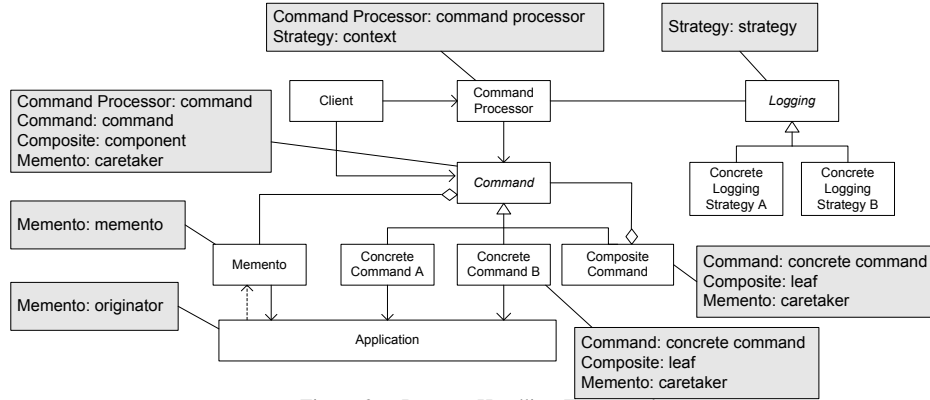 Command Processor: command processor
Strategy: context
Strategy: strategy
Client
Command
Processor
Logging
Command Processor: command
Command: command
Composite: component
Memento: caretaker
Command
Concrete
Logging
Strategy A
Concrete
Logging
Strategy B
Memento: memento
Memento
Concrete
Command A
Concrete
Command B
Composite
Command
Command: concrete command
Composite: leaf
Memento: caretaker
Memento: originator
Application
Command: concrete command
Composite: leaf
Memento: caretaker